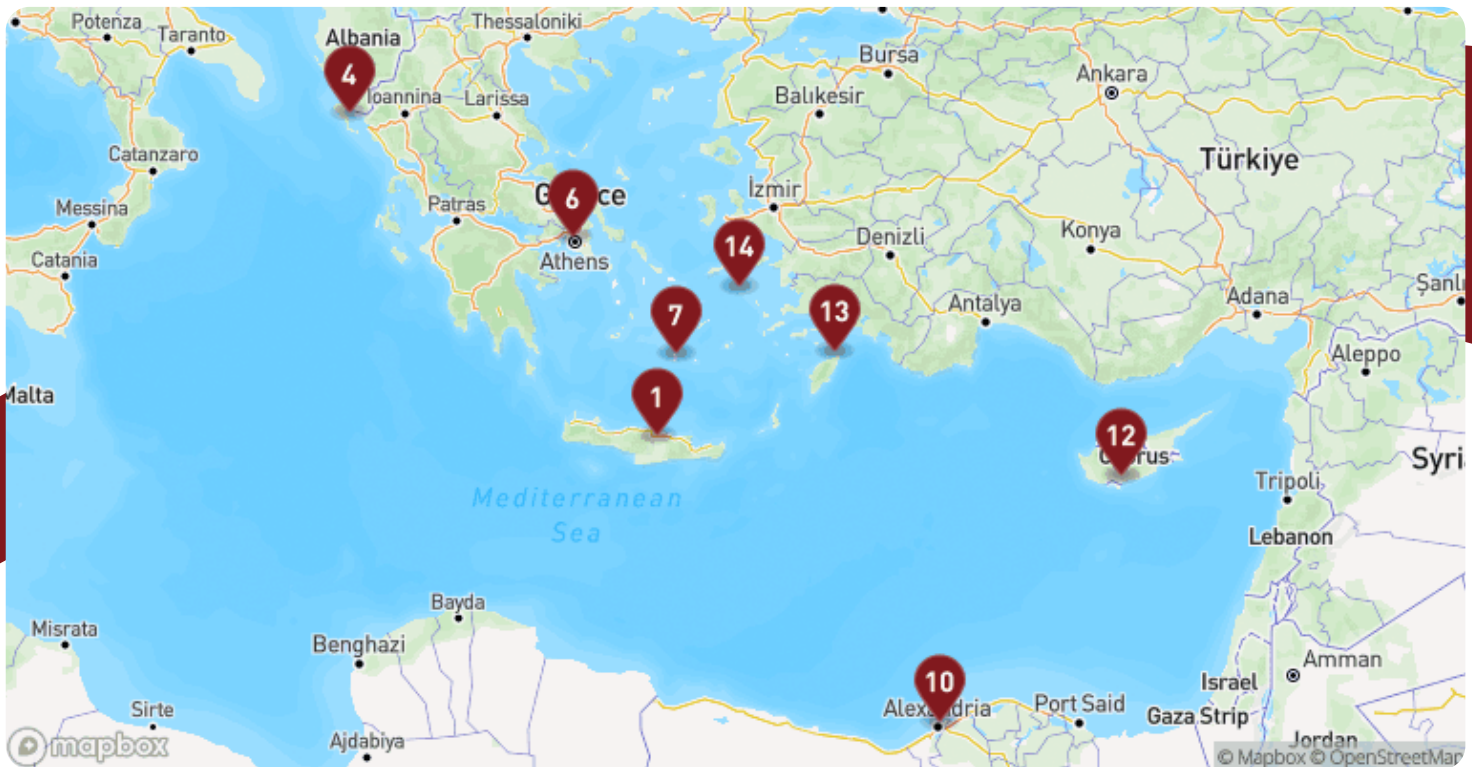 Potenza
Taranto
Albania
Thessaloniki
Bursa
Ankara
4
Ioannina
Larissa
Balıkesir
Catanzaro
Türkiye
İzmir
Messina
Patras
6
Athens
Denizli
Konya
14
Catania
Adana
Antalya
7
13
Aleppo
Malta
1
12
Mediterranean
Sea
Tripoli
Lebanon
Bayda
Misrata
Benghazi
Amman
10
Israel
Alexandria
Port Said
Gaza Strip
Sirte
Ajdabiya
Jordan
mapbox
© Mapbox © OpenStreetMap